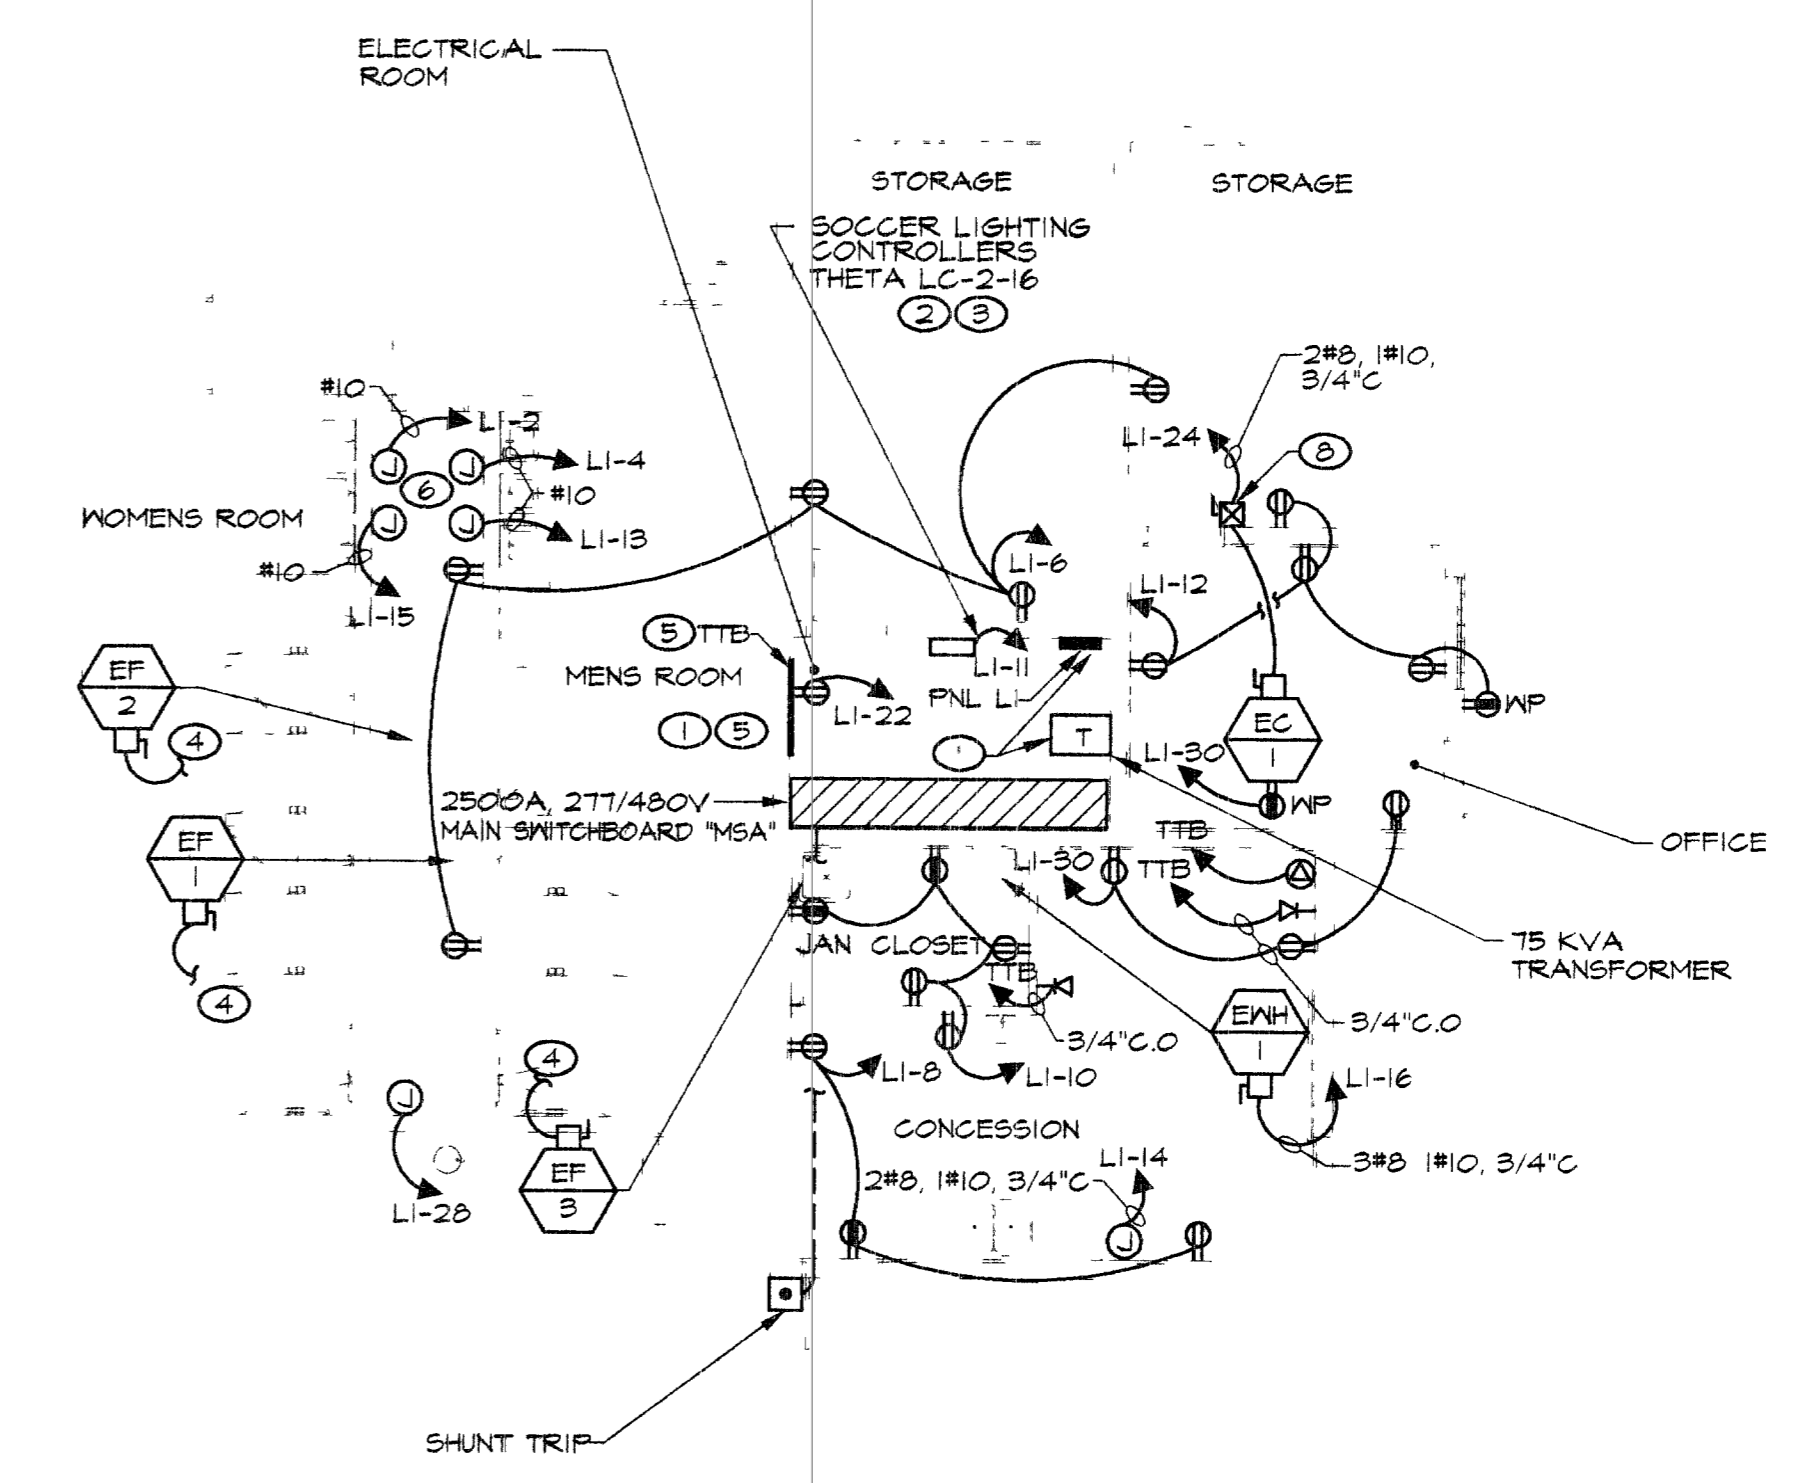 ELECTRICAL
ROOM
STORAGE
STORAGE
SOCCER LIGHTING
CONTROLLERS
THETA LC-2-16
2 3
2#8, 1#10,
3/4"C
#10
L1-2
L1-24
8
L1-4
6
#10
WOMENS ROOM
L1-13
#10
L1-6
L1-12
L1-15
5 TTB
L1-11
EF
2
MENS ROOM
PNL L1
WP
L1-22
1 5
4
T
EC
1
L1-30
2500A, 277/480V
MAIN SWITCHBOARD "MSA"
WP
TTB
OFFICE
EF
1
L1-30
TTB
JAN CLOSET
75 KVA
TRANSFORMER
TTB
4
EWH
1
3/4"C.O
3/4"C.O
4
L1-8
L1-10
L1-16
CONCESSION
L1-14
3#8 1#10, 3/4"C
EF
3
2#8, 1#10, 3/4"C
L1-28
SHUNT TRIP